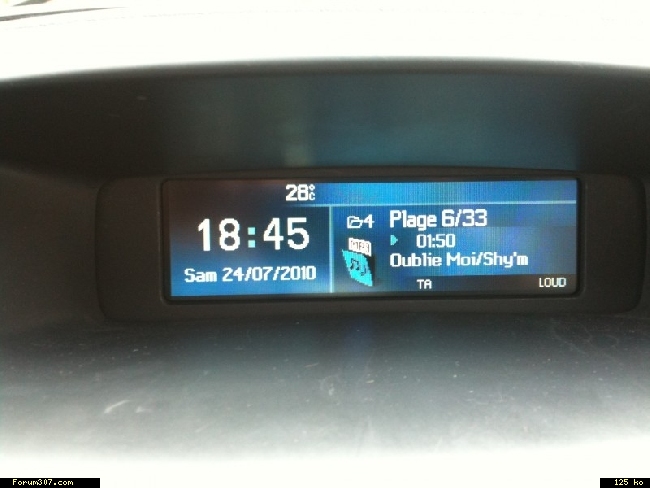 28°C
18:45
Sam 24/07/2010
4
Plage 6/33
01:50
Oublie Moi/Shy'm
TA
LOUD
Forum307.com
125 ko